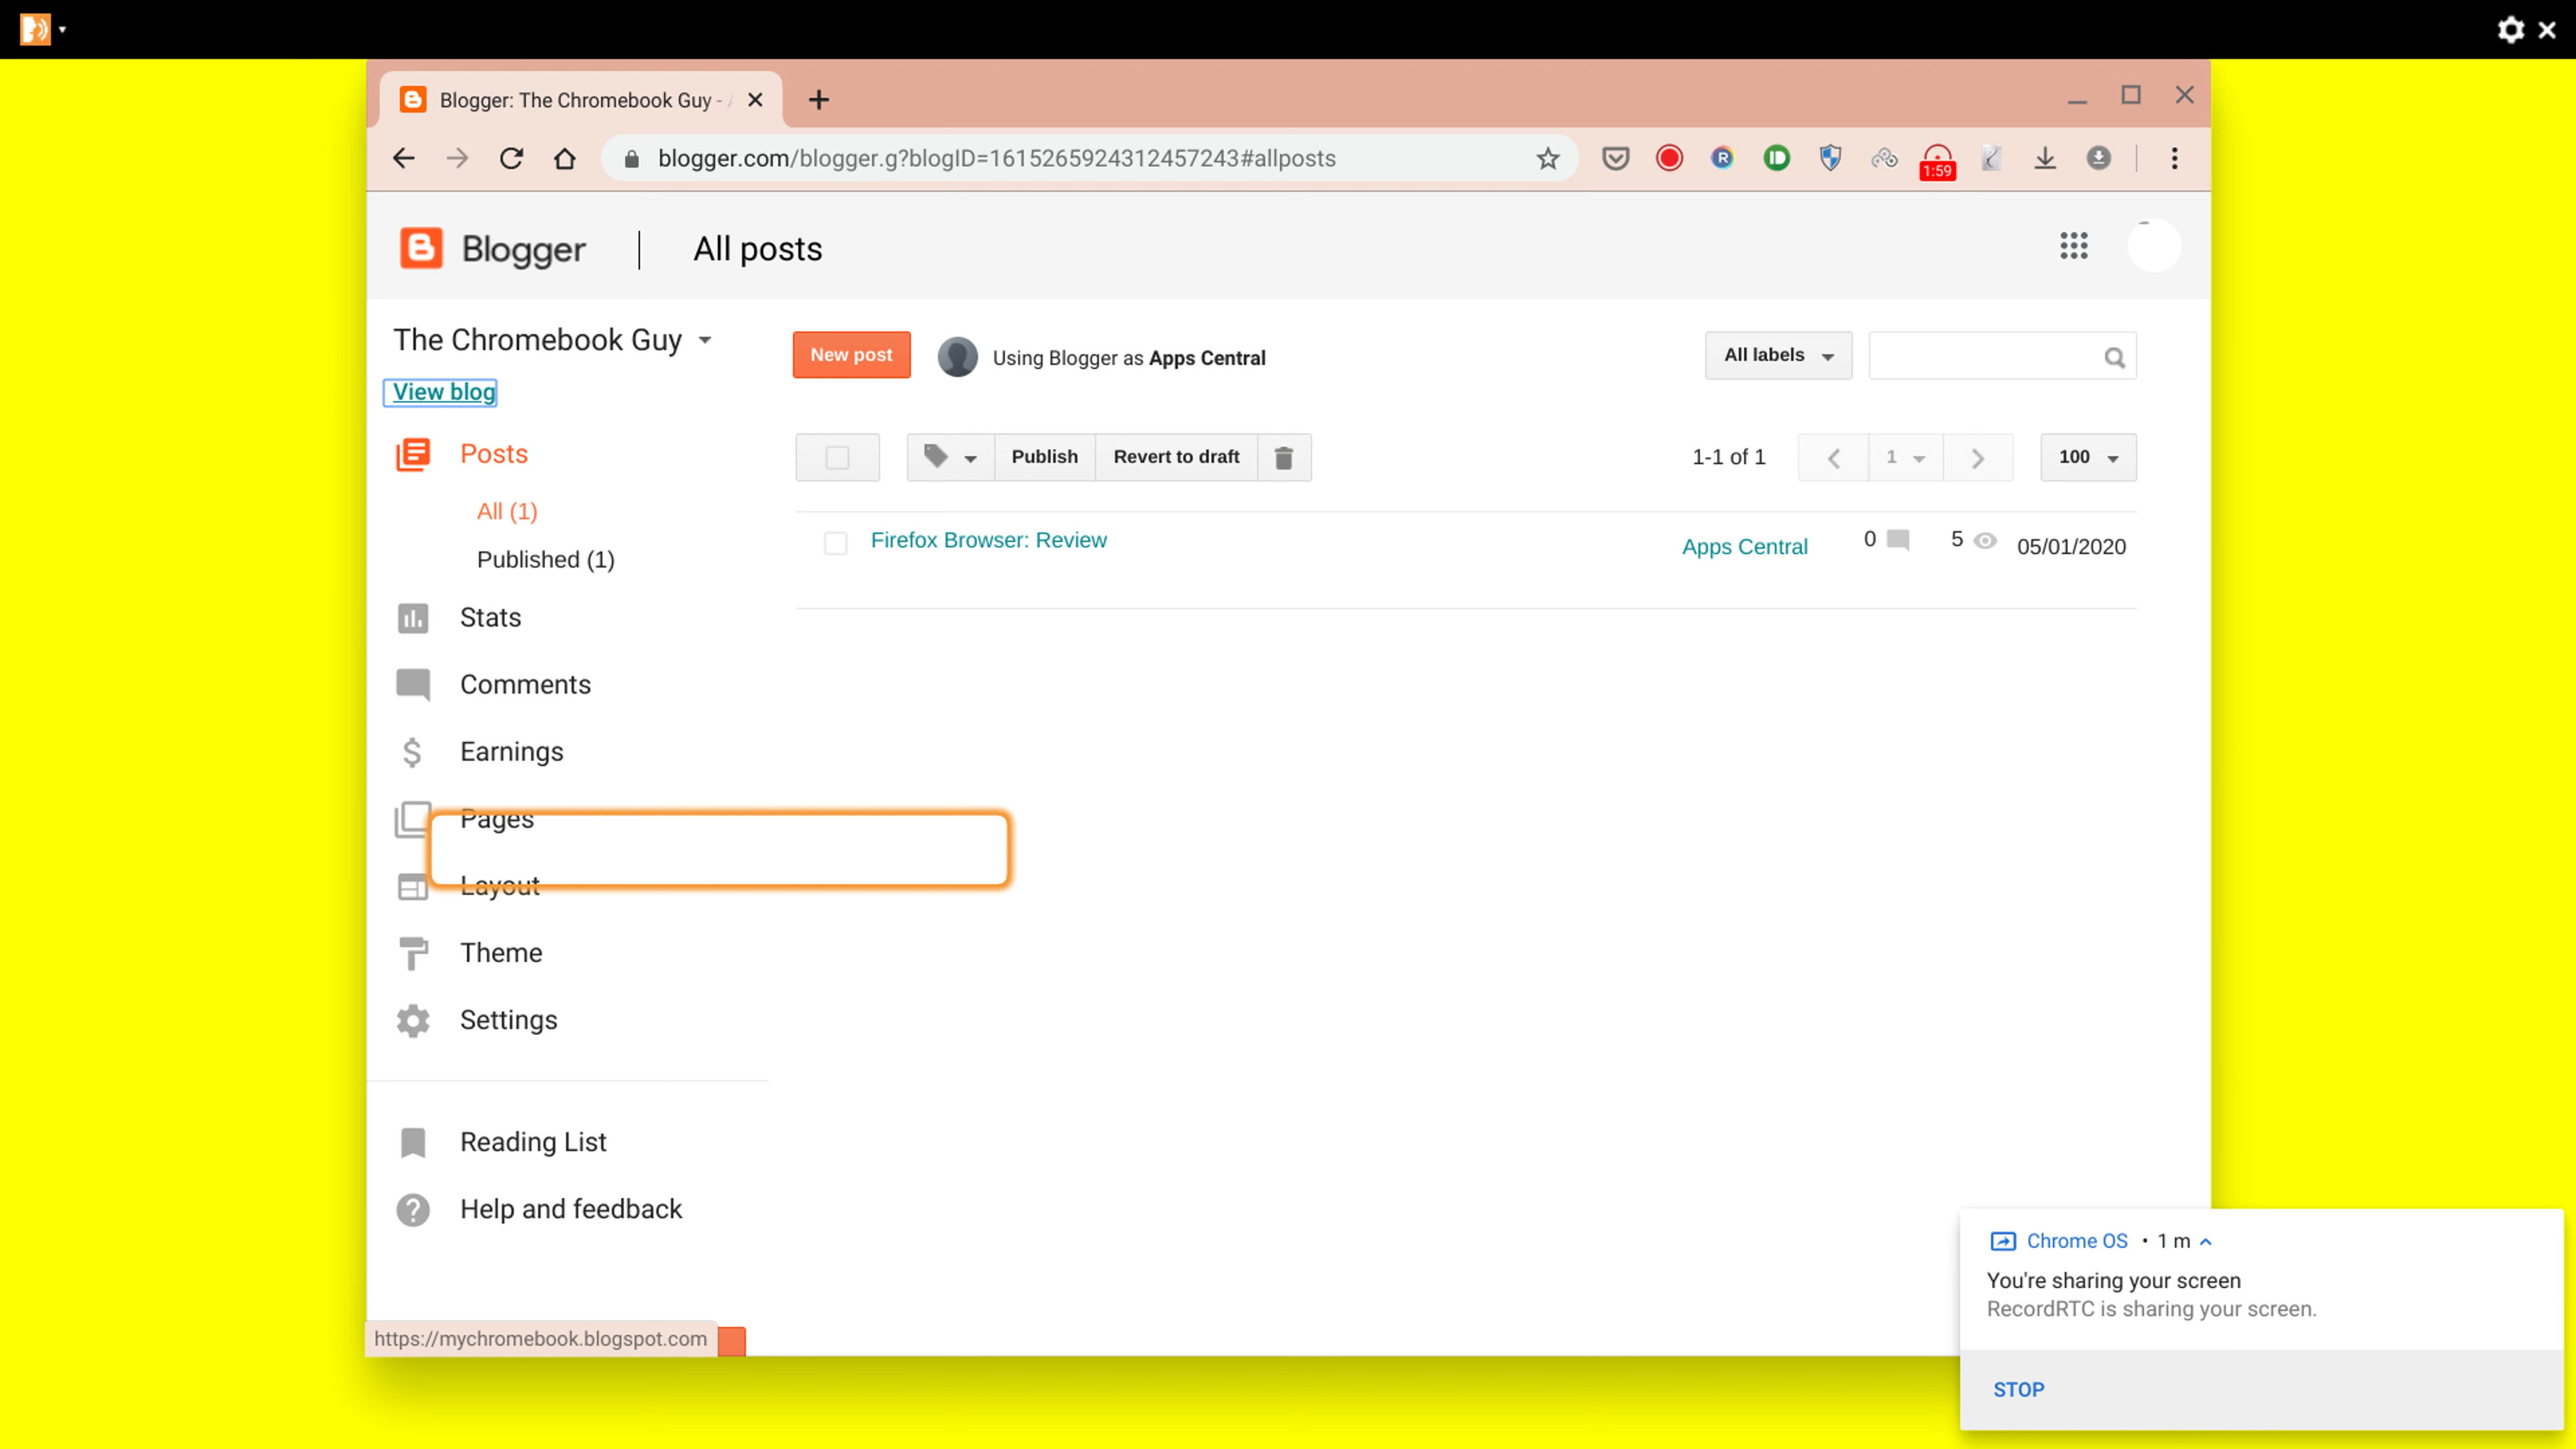 Blogger: The Chromebook Guy - A
blogger.com/blogger.g?blogID=1615265924312457243#allposts
1:59
Blogger
All posts
The Chromebook Guy
New post
Using Blogger as Apps Central
All labels
View blog
Posts
Publish
Revert to draft
1-1 of 1
1
100
All (1)
Firefox Browser: Review
Apps Central
0
5
05/01/2020
Published (1)
Stats
Comments
Earnings
Pages
Layout
Theme
Settings
Reading List
Help and feedback
https://mychromebook.blogspot.com
Chrome OS • 1 m
You're sharing your screen
RecordRTC is sharing your screen.
STOP